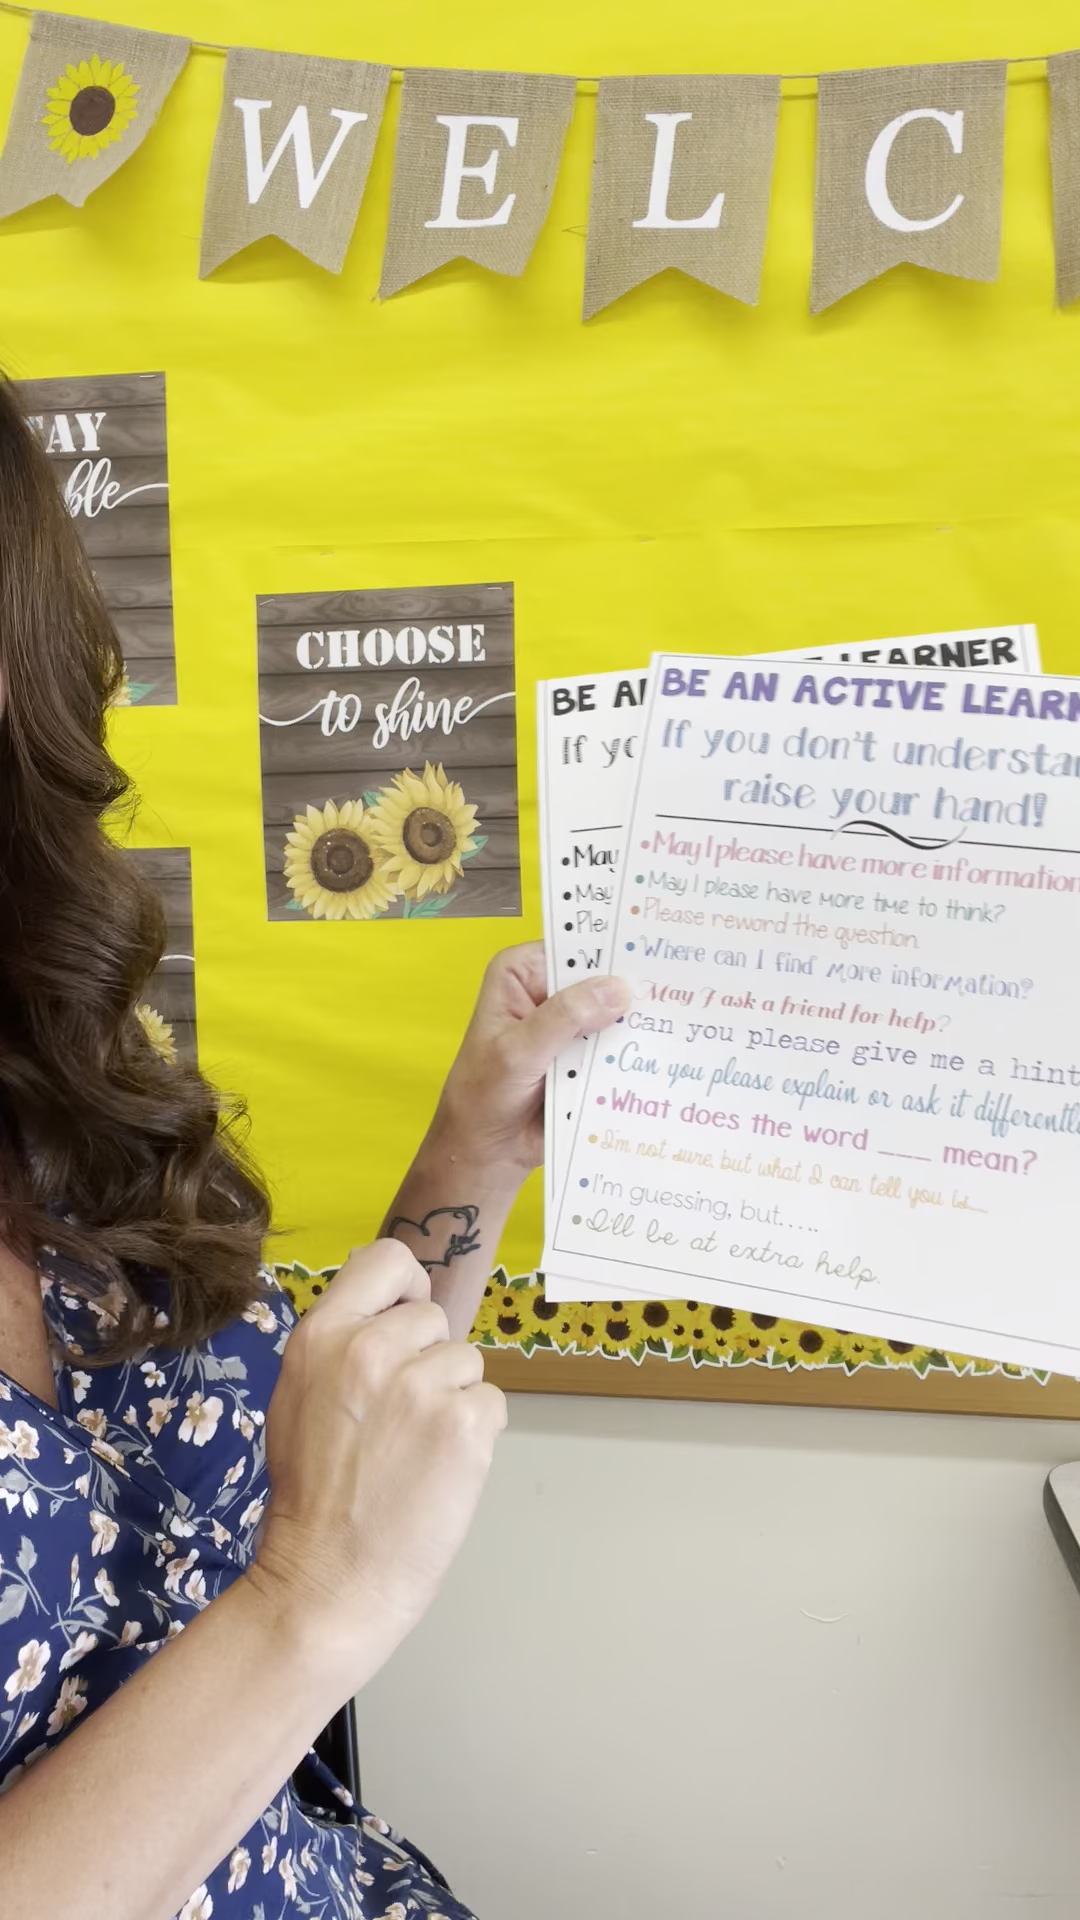 WELC
TAY
ble
CHOOSE
to shine
LEARNER
BE A
If yo
May
May
Ple
W
BE AN ACTIVE LEARN
If you don't understan
raise your hand!
•May I please have more information
•May I please have more time to think?
•Please reword the question
•Where can I find more information?
May I ask a friend for help?
•Can you please give me a hint
•Can you please explain or ask it differently
•What does the word ___ mean?
•I'm not sure, but what I can tell you is....
•I'm guessing, but.....
•I'll be at extra help.